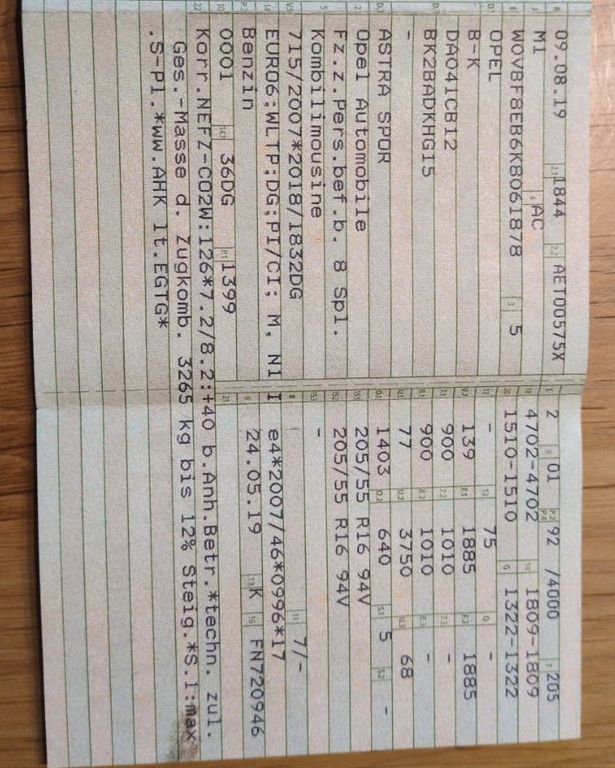 09.08.19 1844 AET00575X
M1 AC
W0VBF8EB6K8061878 5
OPEL
B-K
DA041CB12
BK2BADKHG15
-
ASTRA SPOR
Opel Automobile
Fz.z.Pers.bef.b. 8 Spl.
Kombilimousine
715/2007*2018/1832DG
EURO6;WLTP;DG;PI/CI; M, N1 I
Benzin
0001 36DG 1399
2 01 92 /4000 205
4702-4702 1809-1809
1510-1510 1322-1322
- 75 -
139 1885 1885
900 1010 -
900 1010 -
77 3750 68
1403 640 5 -
205/55 R16 94V
205/55 R16 94V
-
7/-
e4*2007/46*0996*17
24.05.19 K FN720946
Korr.NEFZ-CO2W:126*7.2/8.2:+40 b.Anh.Betr.*techn. zul.
Ges.-Masse d. Zugkomb. 3265 kg bis 12% Steig.*S.1:max
.S-Pl.*ww.AHK lt.EGTG*